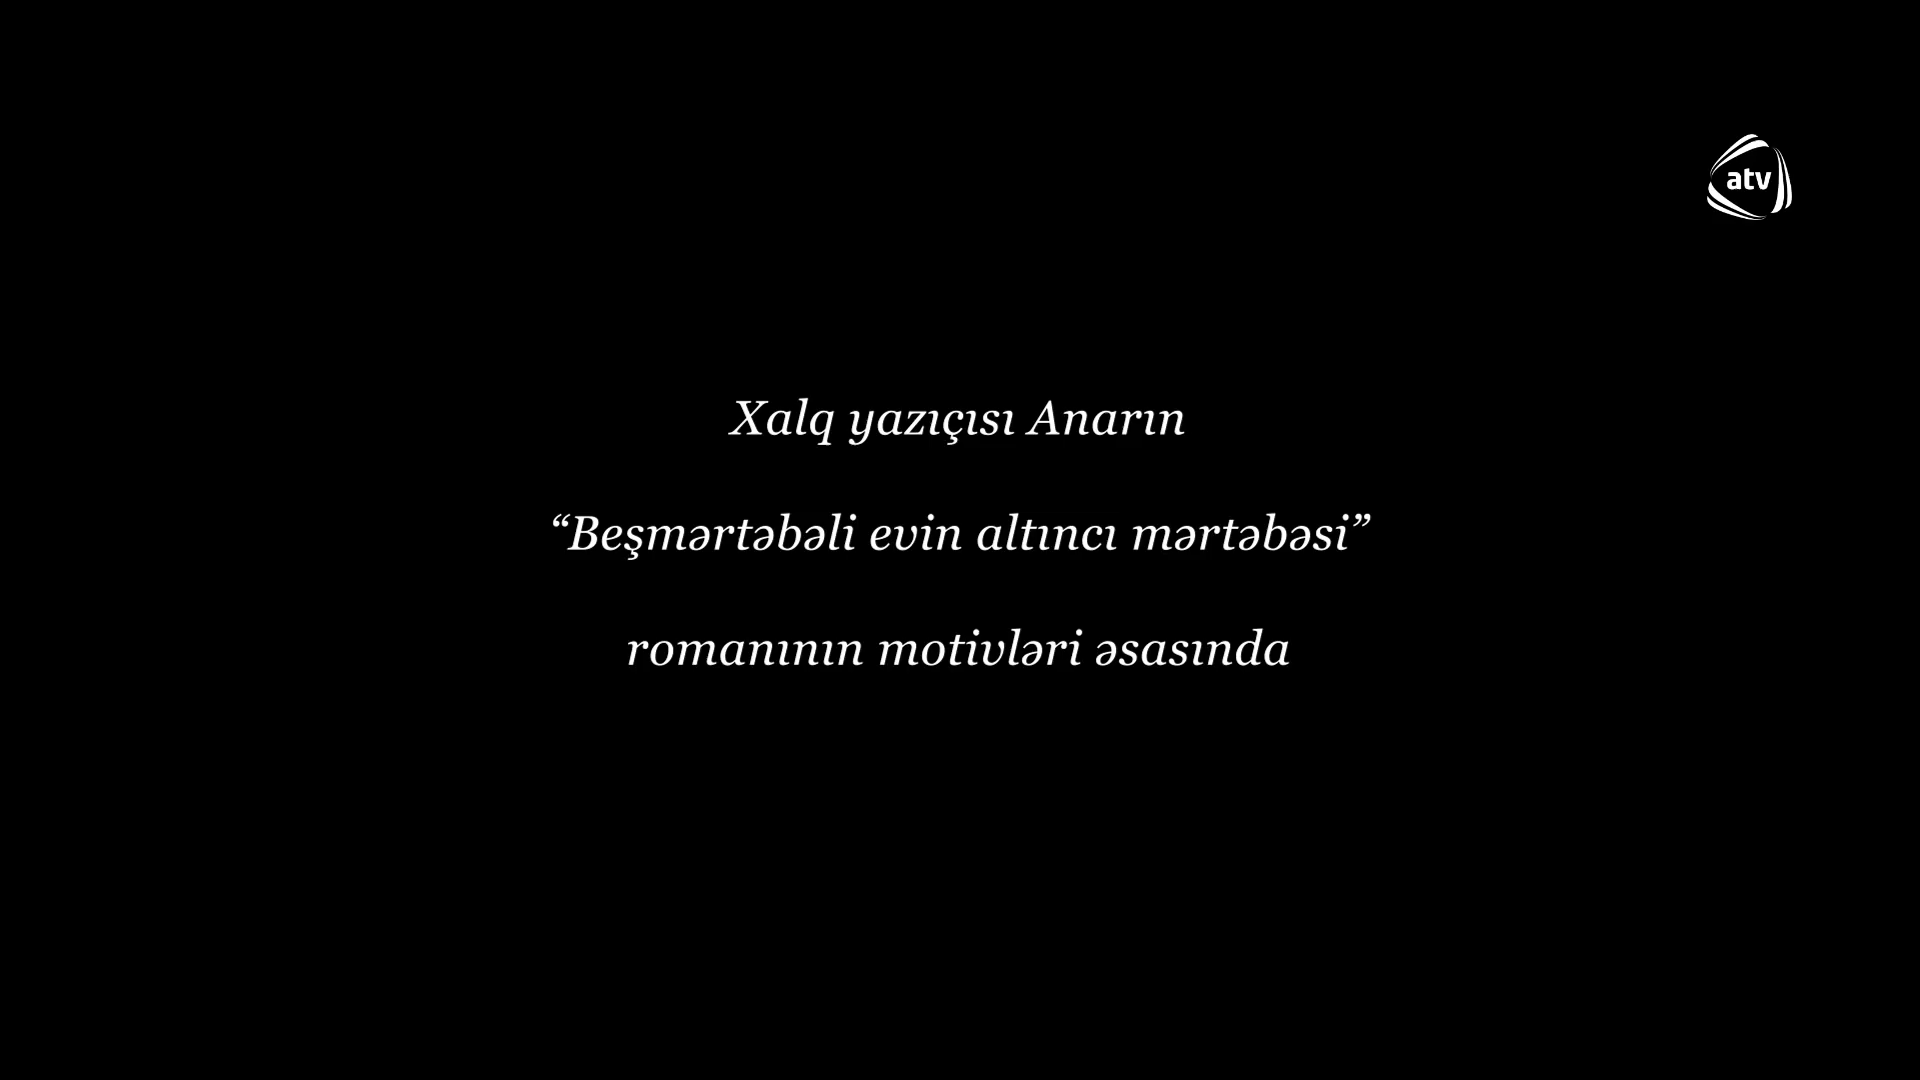 atv
Xalq yazıçısı Anarın
“Beşmərtəbəli evin altıncı mərtəbəsi”
romanının motivləri əsasında